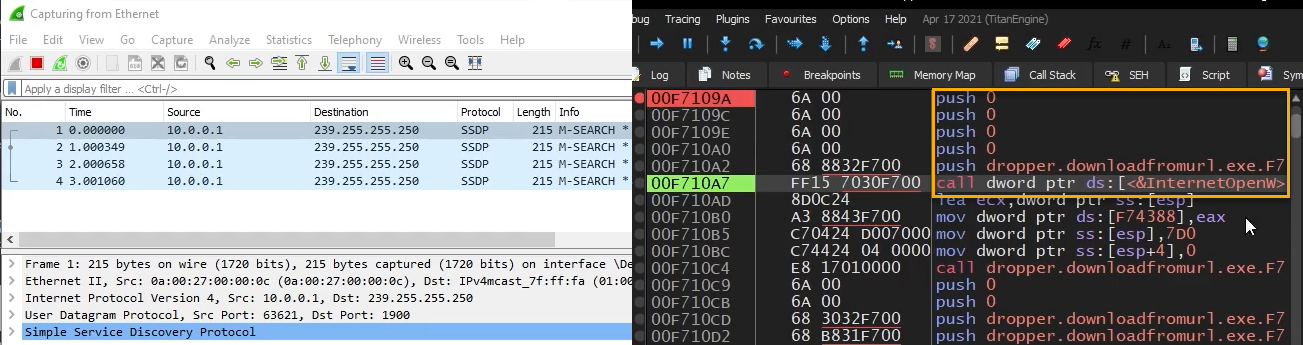 Capturing from Ethernet
File Edit View Go Capture Analyze Statistics Telephony Wireless Tools Help
Apply a display filter ... <Ctrl-/>
No. Time Source Destination Protocol Length Info
1 0.000000 10.0.0.1 239.255.255.250 SSDP 215 M-SEARCH *
2 1.000349 10.0.0.1 239.255.255.250 SSDP 215 M-SEARCH *
3 2.000658 10.0.0.1 239.255.255.250 SSDP 215 M-SEARCH *
4 3.001060 10.0.0.1 239.255.255.250 SSDP 215 M-SEARCH *
Frame 1: 215 bytes on wire (1720 bits), 215 bytes captured (1720 bits) on interface \De
Ethernet II, Src: 0a:00:27:00:00:0c (0a:00:27:00:00:0c), Dst: IPv4mcast_7f:ff:fa (01:00
Internet Protocol Version 4, Src: 10.0.0.1, Dst: 239.255.255.250
User Datagram Protocol, Src Port: 63621, Dst Port: 1900
Simple Service Discovery Protocol
bug Tracing Plugins Favourites Options Help Apr 17 2021 (TitanEngine)
Log Notes Breakpoints Memory Map Call Stack SEH Script Sym
00F7109A 6A 00 push 0
00F7109C 6A 00 push 0
00F7109E 6A 00 push 0
00F710A0 6A 00 push 0
00F710A2 68 8832F700 push dropper.downloadfromurl.exe.F7
00F710A7 FF15 7030F700 call dword ptr ds:[<&InternetOpenW>
00F710AD 8D0C24 lea ecx,dword ptr ss:[esp]
00F710B0 A3 8843F700 mov dword ptr ds:[F74388],eax
00F710B5 C70424 D007000 mov dword ptr ss:[esp],7D0
00F710BC C74424 04 0000 mov dword ptr ss:[esp+4],0
00F710C4 E8 17010000 call dropper.downloadfromurl.exe.F7
00F710C9 6A 00 push 0
00F710CB 6A 00 push 0
00F710CD 68 3032F700 push dropper.downloadfromurl.exe.F7
00F710D2 68 B831F700 push dropper.downloadfromurl.exe.F7